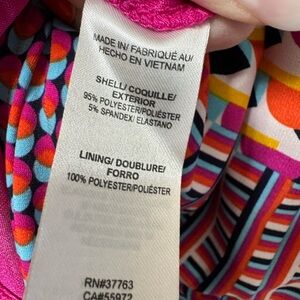 MADE IN/ FABRIQUÉ AU/
HECHO EN VIETNAM
SHELL/ COQUILLE/
EXTERIOR
95% POLYESTER/POLIÉSTER
5% SPANDEX/ ELASTANO
LINING/ DOUBLURE/
FORRO
100% POLYESTER/POLIÉSTER
RN#37763
CA#55972